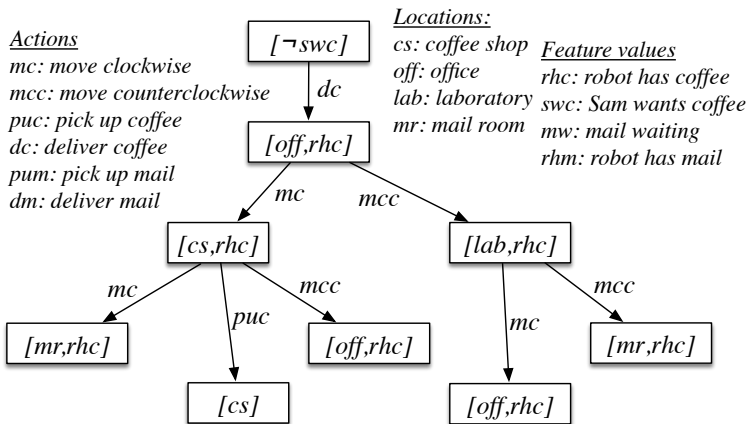 Actions
mc: move clockwise
mcc: move counterclockwise
puc: pick up coffee
dc: deliver coffee
pum: pick up mail
dm: deliver mail
Locations:
cs: coffee shop
off: office
lab: laboratory
mr: mail room
Feature values
rhc: robot has coffee
swc: Sam wants coffee
mw: mail waiting
rhm: robot has mail
[¬swc]
dc
[off,rhc]
mc
mcc
[cs,rhc]
[lab,rhc]
mc
puc
mcc
mc
mcc
[mr,rhc]
[off,rhc]
[mr,rhc]
[cs]
[off,rhc]